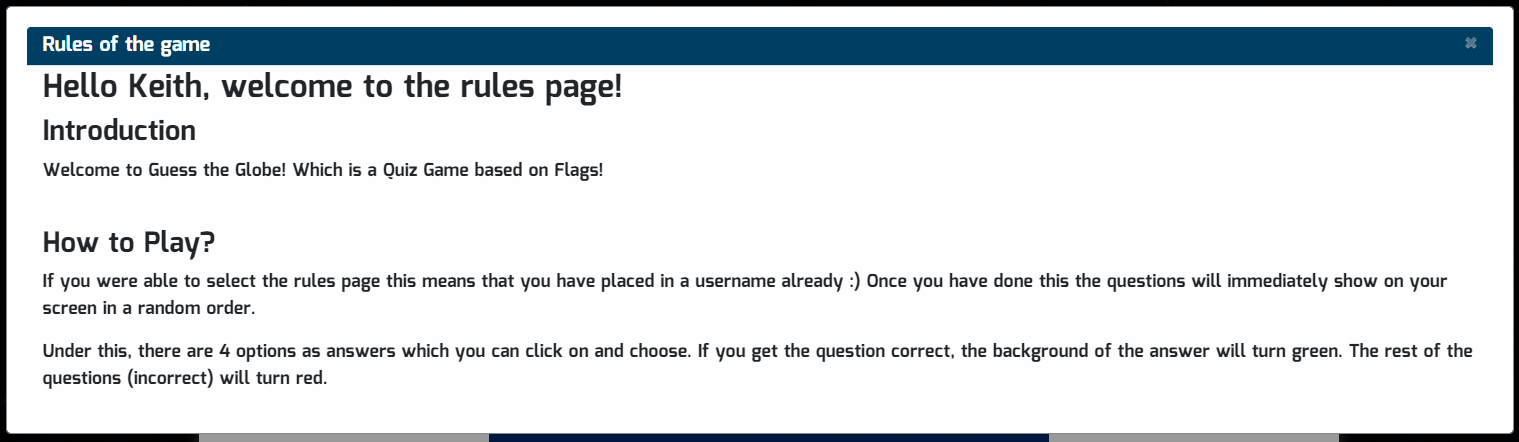 Rules of the game
Hello Keith, welcome to the rules page!
Introduction
Welcome to Guess the Globe! Which is a Quiz Game based on Flags!
How to Play?
If you were able to select the rules page this means that you have placed in a username already :) Once you have done this the questions will immediately show on your
screen in a random order.
Under this, there are 4 options as answers which you can click on and choose. If you get the question correct, the background of the answer will turn green. The rest of the
questions (incorrect) will turn red.